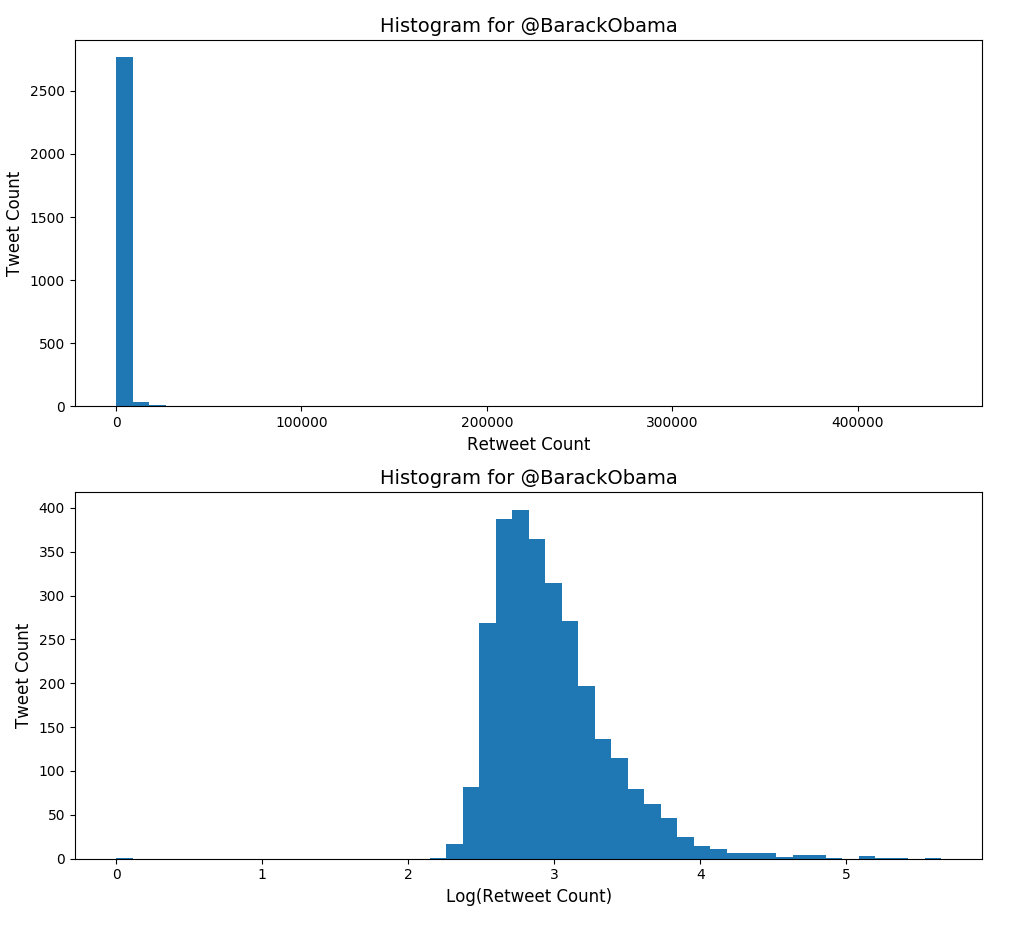 Histogram for @BarackObama
2500
2000
1500
1000
500
0
Tweet Count
0 100000 200000 300000 400000
Retweet Count
Histogram for @BarackObama
400
350
300
250
200
150
100
50
0
Tweet Count
0 1 2 3 4 5
Log(Retweet Count)